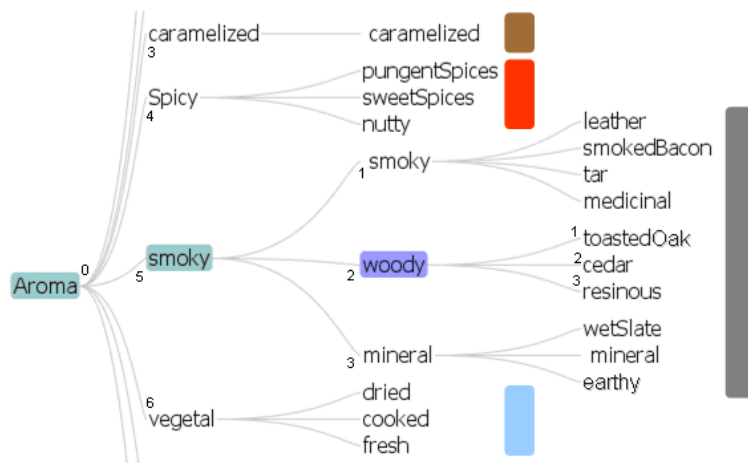 caramelized caramelized
3
pungentSpices
Spicy sweetSpices
4
nutty
leather
smokedBacon
1 smoky
tar
medicinal
1 toastedOak
0 smoky 5
2 woody 2 cedar
3 resinous
Aroma
wetSlate
3 mineral mineral
earthy
6
dried
vegetal cooked
fresh